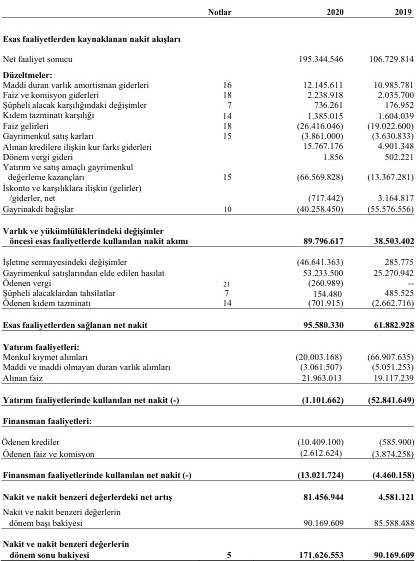 Notlar 2020 2019
Esas faaliyetlerden kaynaklanan nakit akışları
Net faaliyet sonucu 195.344.546 106.729.814
Düzeltmeler:
Maddi duran varlık amortisman giderleri 16 12.145.611 10.985.781
Faiz ve komisyon giderleri 18 2.238.918 2.035.700
Şüpheli alacak karşılığındaki değişimler 7 736.261 176.952
Kıdem tazminatı karşılığı 14 1.385.015 1.604.039
Faiz gelirleri 18 (26.416.046) (19.022.600)
Gayrimenkul satış karları 15 (3.861.000) (3.630.833)
Alınan kredilere ilişkin kur farkı giderleri 15.767.176 4.901.348
Dönem vergi gideri 1.856 502.221
Yatırım ve satış amaçlı gayrimenkul
değerleme kazançları 15 (66.569.828) (13.367.281)
İskonto ve karşılıklara ilişkin (gelirler)
/giderler, net (717.442) 3.164.817
Gayrinakdi bağışlar 10 (40.258.450) (55.576.556)
Varlık ve yükümlülüklerindeki değişimler
öncesi esas faaliyetlerde kullanılan nakit akımı 89.796.617 38.503.402
İşletme sermayesindeki değişimler (46.641.363) 285.775
Gayrimenkul satışlarından elde edilen hasılat 53.233.500 25.270.942
Ödenen vergi 21 (260.989) --
Şüpheli alacaklardan tahsilatlar 7 154.480 485.525
Ödenen kıdem tazminatı 14 (701.915) (2.662.716)
Esas faaliyetlerden sağlanan net nakit 95.580.330 61.882.928
Yatırım faaliyetleri:
Menkul kıymet alımları (20.003.168) (66.907.635)
Maddi ve maddi olmayan duran varlık alımları (3.061.507) (5.051.253)
Alınan faiz 21.963.013 19.117.239
Yatırım faaliyetlerinde kullanılan net nakit (-) (1.101.662) (52.841.649)
Finansman faaliyetleri:
Ödenen krediler (10.409.100) (585.900)
Ödenen faiz ve komisyon (2.612.624) (3.874.258)
Finansman faaliyetlerinde kullanılan net nakit (-) (13.021.724) (4.460.158)
Nakit ve nakit benzeri değerlerdeki net artış 81.456.944 4.581.121
Nakit ve nakit benzeri değerlerin
dönem başı bakiyesi 90.169.609 85.588.488
Nakit ve nakit benzeri değerlerin
dönem sonu bakiyesi 5 171.626.553 90.169.609